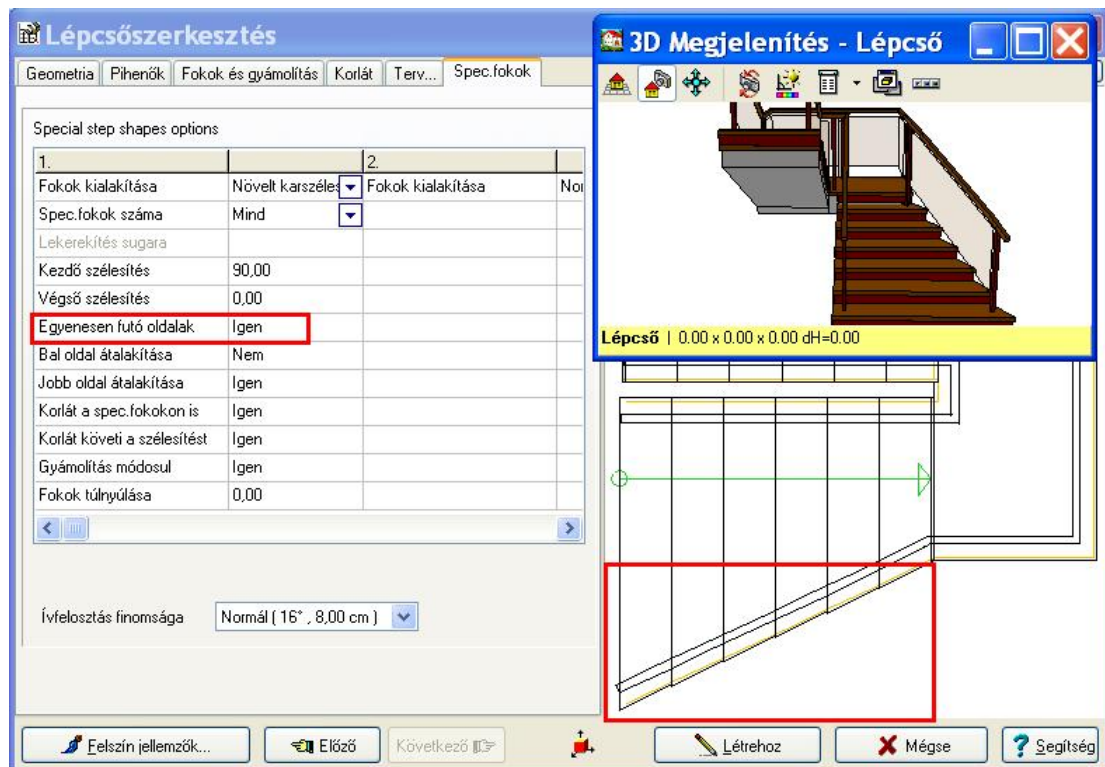 Lépcsőszerkesztés
Geometria Pihenők Fokok és gyámolítás Korlát Terv... Spec.fokok
Special step shapes options
1. 2.
Fokok kialakítása Növelt karszéles Fokok kialakítása Nor
Spec.fokok száma Mind
Lekerekítés sugara
Kezdő szélesítés 90,00
Végső szélesítés 0,00
Egyenesen futó oldalak Igen
Bal oldal átalakítása Nem
Jobb oldal átalakítása Igen
Korlát a spec.fokokon is Igen
Korlát követi a szélesítést Igen
Gyámolítás módosul Igen
Fokok túlnyúlása 0,00
Ívfelosztás finomsága Normál ( 16° , 8,00 cm )
3D Megjelenítés - Lépcső
Lépcső | 0.00 x 0.00 x 0.00 dH=0.00
Felszín jellemzők... Előző Következő Létrehoz Mégse Segítség